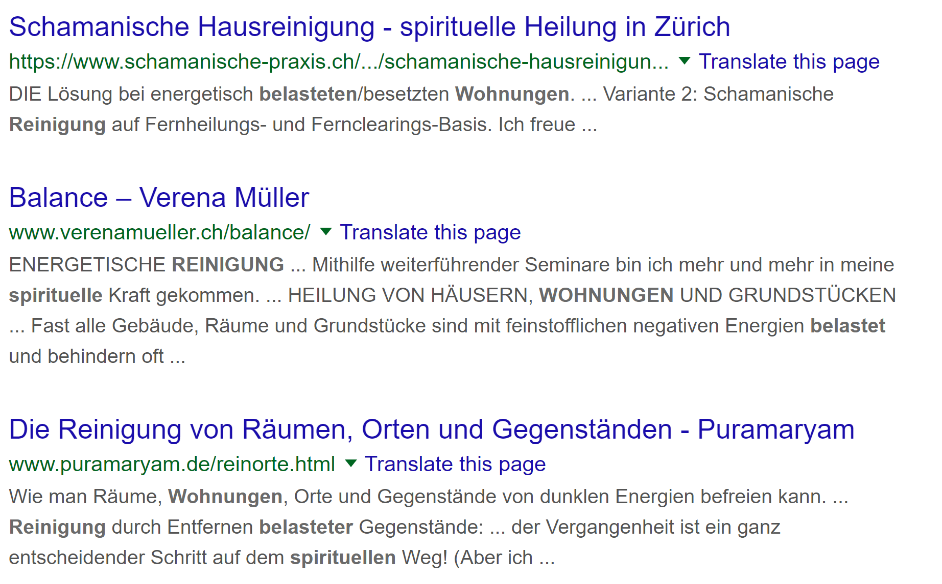 Schamanische Hausreinigung - spirituelle Heilung in Zürich
https://www.schamanische-praxis.ch/.../schamanische-hausreinigun... ▼ Translate this page
DIE Lösung bei energetisch belasteten/besetzten Wohnungen. ... Variante 2: Schamanische
Reinigung auf Fernheilungs- und Fernclearings-Basis. Ich freue ...
Balance – Verena Müller
www.verenamueller.ch/balance/ ▼ Translate this page
ENERGETISCHE REINIGUNG ... Mithilfe weiterführender Seminare bin ich mehr und mehr in meine
spirituelle Kraft gekommen. ... HEILUNG VON HÄUSERN, WOHNUNGEN UND GRUNDSTÜCKEN
... Fast alle Gebäude, Räume und Grundstücke sind mit feinstofflichen negativen Energien belastet
und behindern oft ...
Die Reinigung von Räumen, Orten und Gegenständen - Puramaryam
www.puramaryam.de/reinorte.html ▼ Translate this page
Wie man Räume, Wohnungen, Orte und Gegenstände von dunklen Energien befreien kann. ...
Reinigung durch Entfernen belasteter Gegenstände: ... der Vergangenheit ist ein ganz
entscheidender Schritt auf dem spirituellen Weg! (Aber ich ...